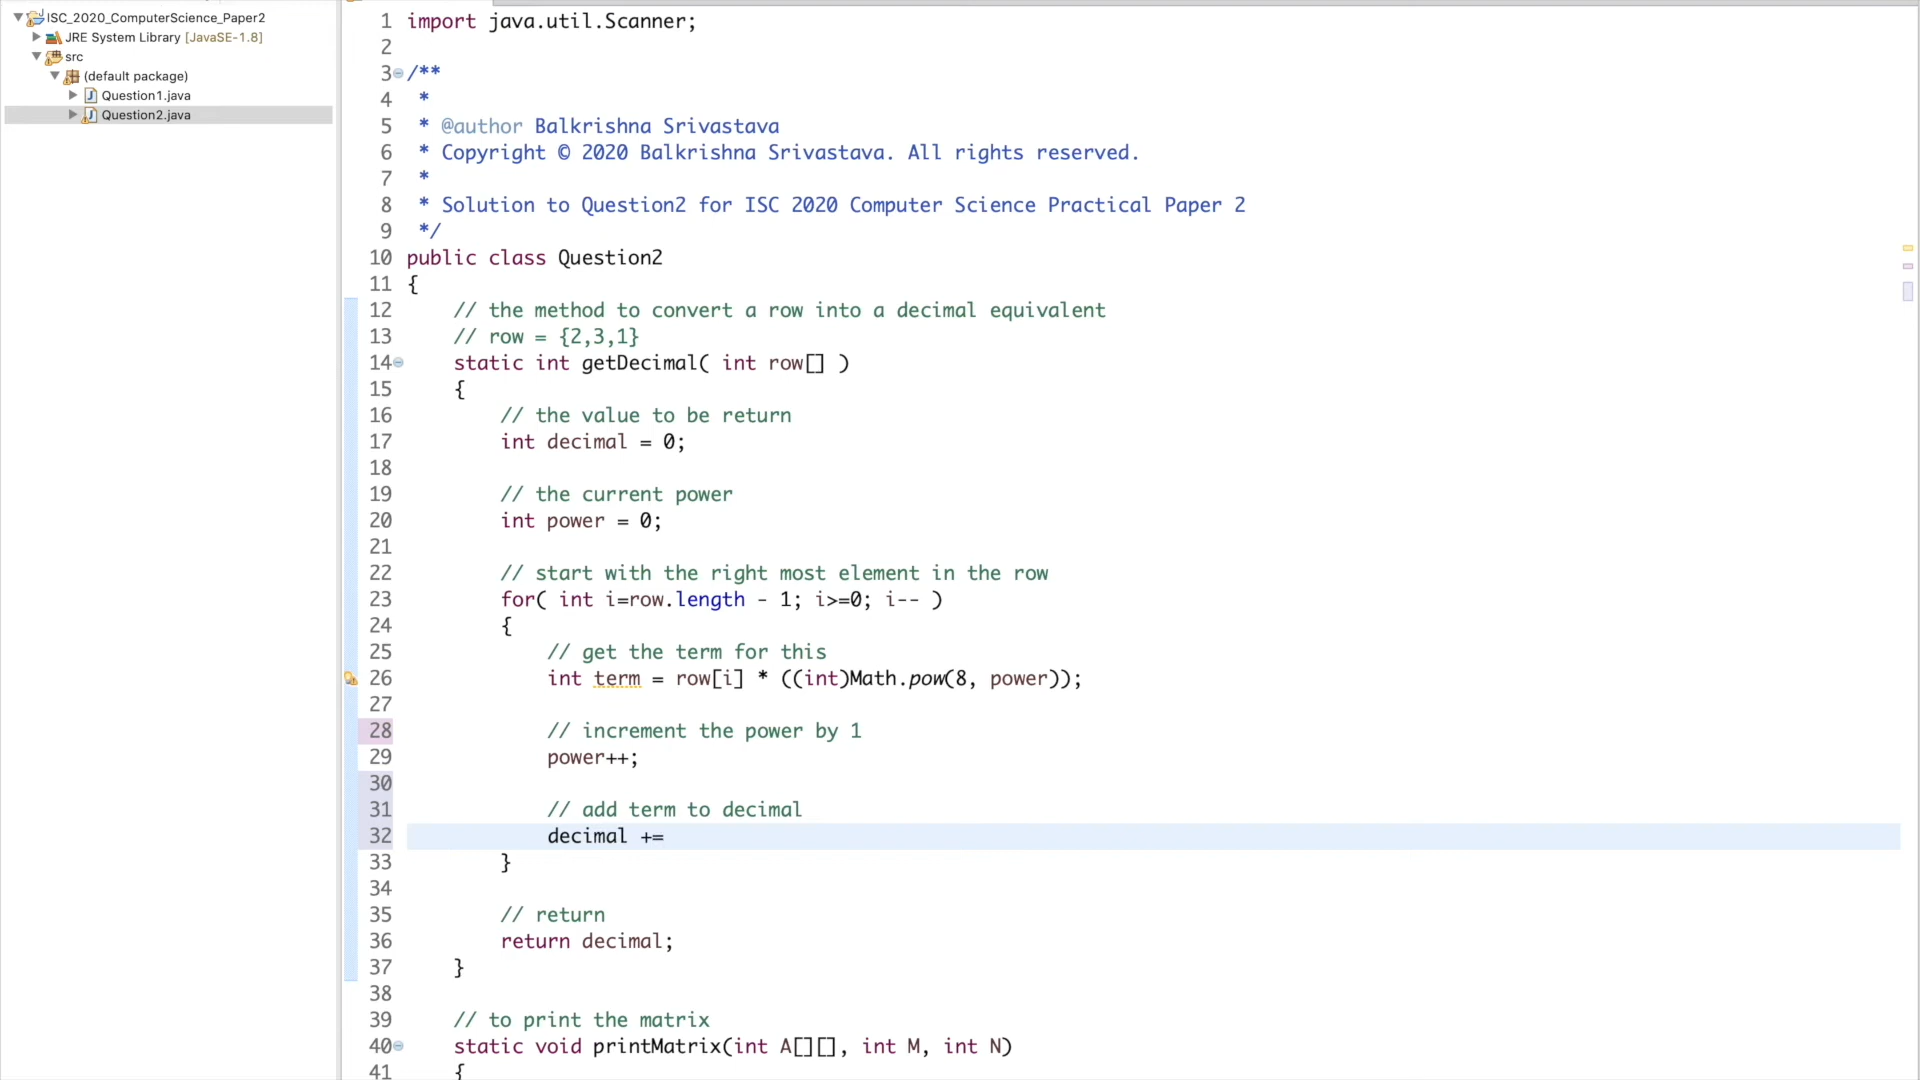 ISC_2020_ComputerScience_Paper2
JRE System Library [JavaSE-1.8]
src
(default package)
Question1.java
Question2.java
1 import java.util.Scanner;
2
3 /**
4 *
5 * @author Balkrishna Srivastava
6 * Copyright © 2020 Balkrishna Srivastava. All rights reserved.
7 *
8 * Solution to Question2 for ISC 2020 Computer Science Practical Paper 2
9 */
10 public class Question2
11 {
12 // the method to convert a row into a decimal equivalent
13 // row = {2,3,1}
14 static int getDecimal( int row[] )
15 {
16 // the value to be return
17 int decimal = 0;
18
19 // the current power
20 int power = 0;
21
22 // start with the right most element in the row
23 for( int i=row.length - 1; i>=0; i-- )
24 {
25 // get the term for this
26 int term = row[i] * ((int)Math.pow(8, power));
27
28 // increment the power by 1
29 power++;
30
31 // add term to decimal
32 decimal +=
33 }
34
35 // return
36 return decimal;
37 }
38
39 // to print the matrix
40 static void printMatrix(int A[][], int M, int N)
41 {